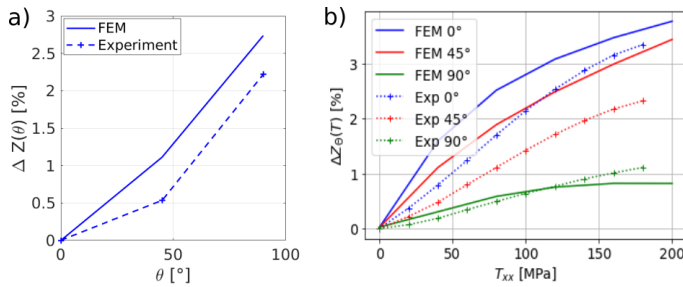 a)
FEM
Experiment
3
2.5
2
1.5
1
0.5
0
0
50
100
Δ Z(θ) [%]
θ [°]
b)
FEM 0°
FEM 45°
FEM 90°
Exp 0°
Exp 45°
Exp 90°
3
2
1
0
0
50
100
150
200
ΔZΘ(T) [%]
Txx [MPa]